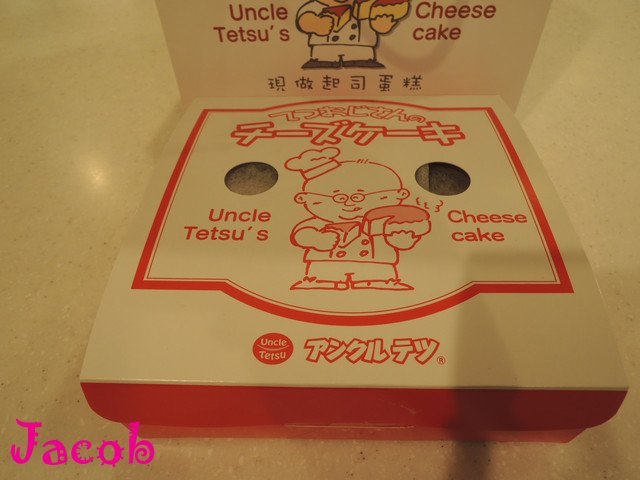 Uncle
Tetsu's
Cheese
cake
現做起司蛋糕
てつおじさんの
チーズケーキ
Uncle
Tetsu's
Cheese
cake
Uncle
Tetsu
アンクルテツ®
Jacob